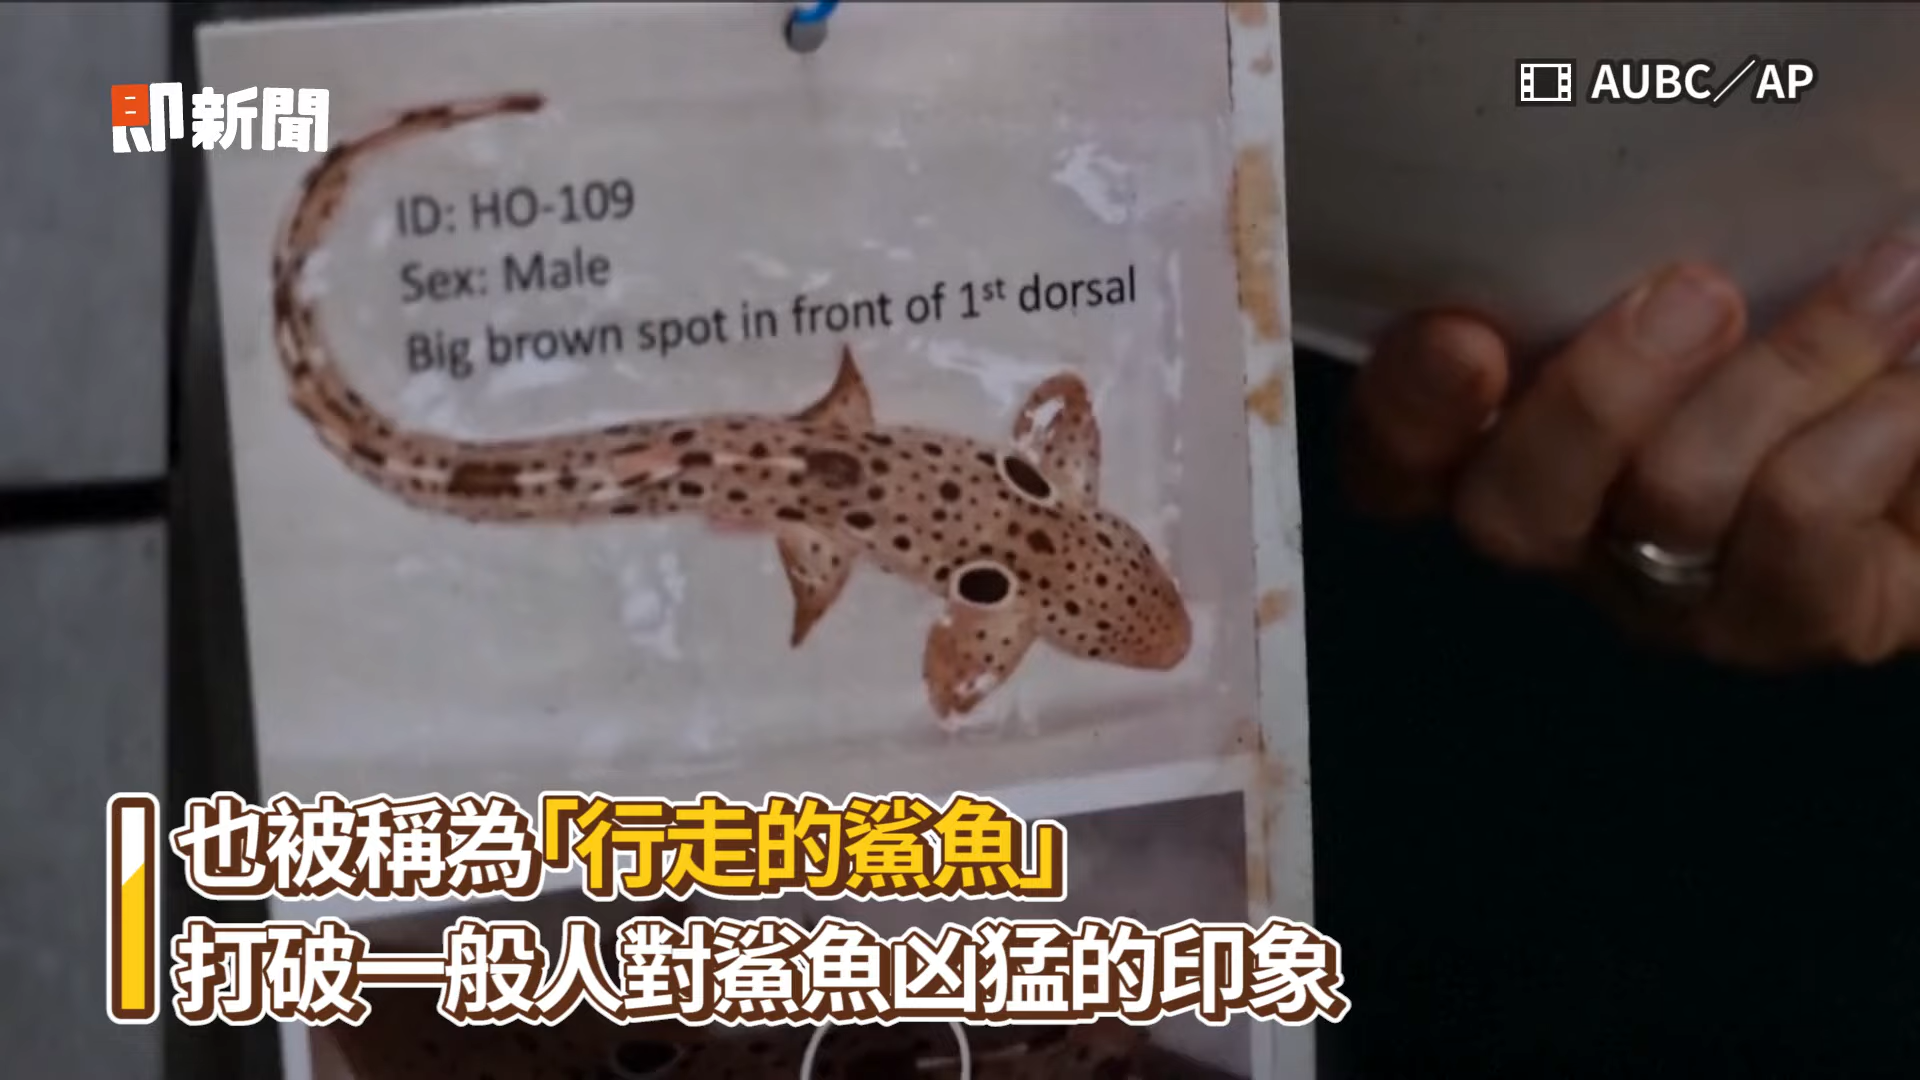 即新聞
AUBC／AP
ID: HO-109
Sex: Male
Big brown spot in front of 1st dorsal
也被稱為「行走的鯊魚」
打破一般人對鯊魚凶猛的印象